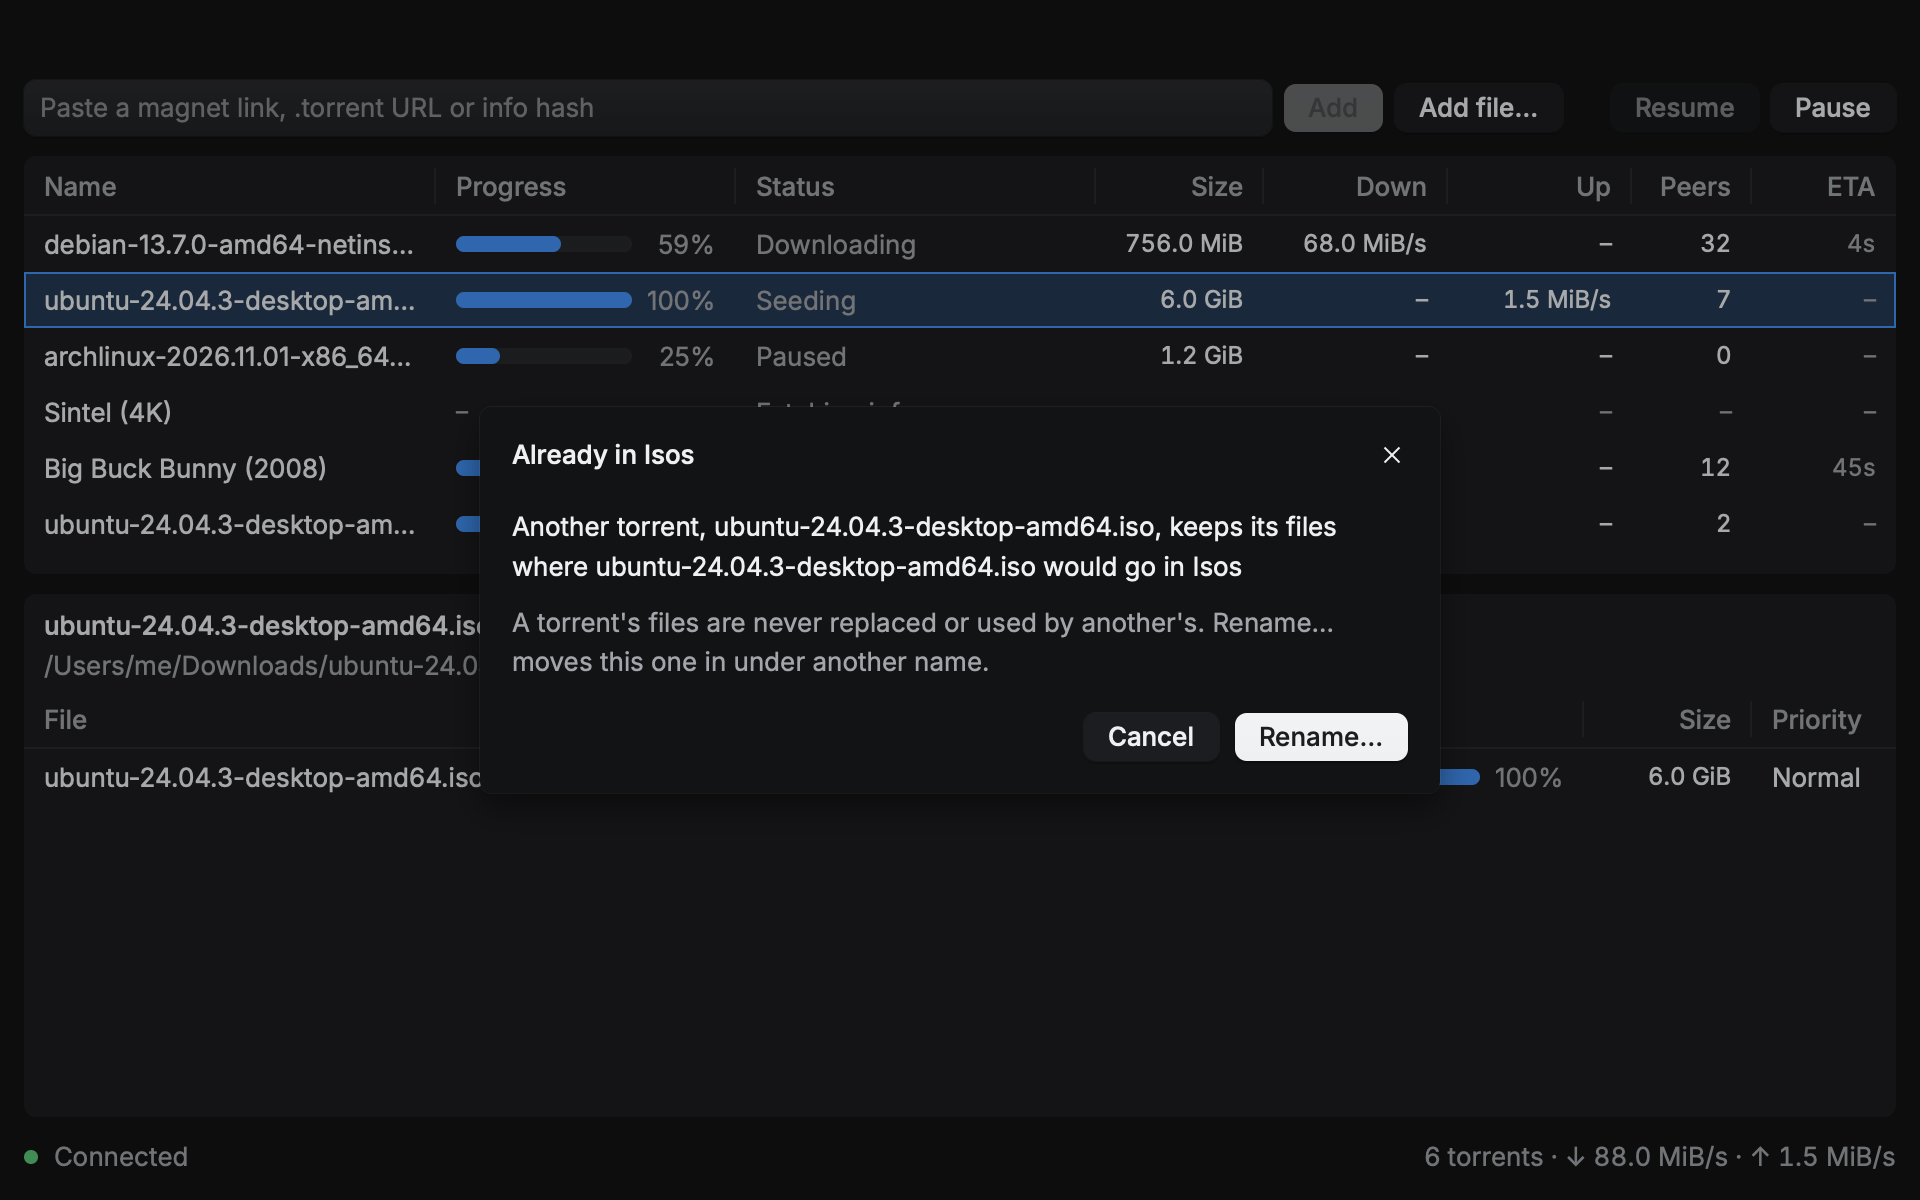 Paste a magnet link, .torrent URL or info hash
Add
Add file...
Resume
Pause
Name Progress Status Size Down Up Peers ETA
debian-13.7.0-amd64-netins... 59% Downloading 756.0 MiB 68.0 MiB/s – 32 4s
ubuntu-24.04.3-desktop-am... 100% Seeding 6.0 GiB – 1.5 MiB/s 7 –
archlinux-2026.11.01-x86_64... 25% Paused 1.2 GiB – – 0 –
Sintel (4K) – – – –
Big Buck Bunny (2008) – 12 45s
ubuntu-24.04.3-desktop-am... – 2 –
Already in Isos
Another torrent, ubuntu-24.04.3-desktop-amd64.iso, keeps its files
where ubuntu-24.04.3-desktop-amd64.iso would go in Isos
A torrent's files are never replaced or used by another's. Rename...
moves this one in under another name.
Cancel
Rename...
ubuntu-24.04.3-desktop-amd64.iso
/Users/me/Downloads/ubuntu-24.0
File Size Priority
ubuntu-24.04.3-desktop-amd64.iso 100% 6.0 GiB Normal
Connected
6 torrents · ↓ 88.0 MiB/s · ↑ 1.5 MiB/s